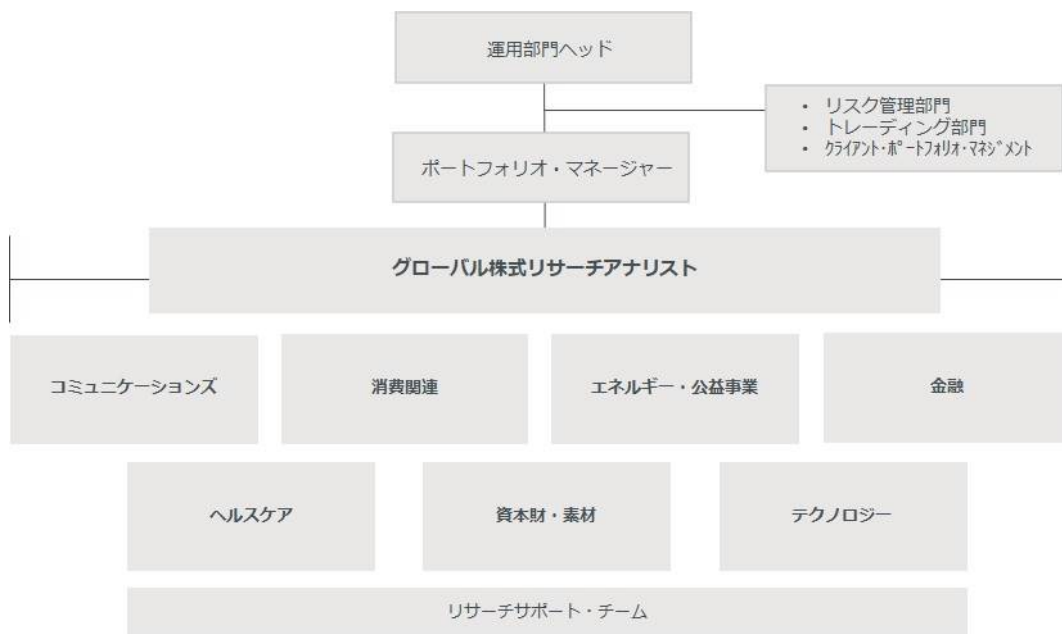 運用部門ヘッド
• リスク管理部門
• トレーディング部門
• ｸﾗｲｱﾝﾄ・ﾎﾟｰﾄﾌｫﾘｵ・ﾏﾈｼﾞﾒﾝﾄ
ポートフォリオ・マネージャー
グローバル株式リサーチアナリスト
コミュニケーションズ
消費関連
エネルギー・公益事業
金融
ヘルスケア
資本財・素材
テクノロジー
リサーチサポート・チーム